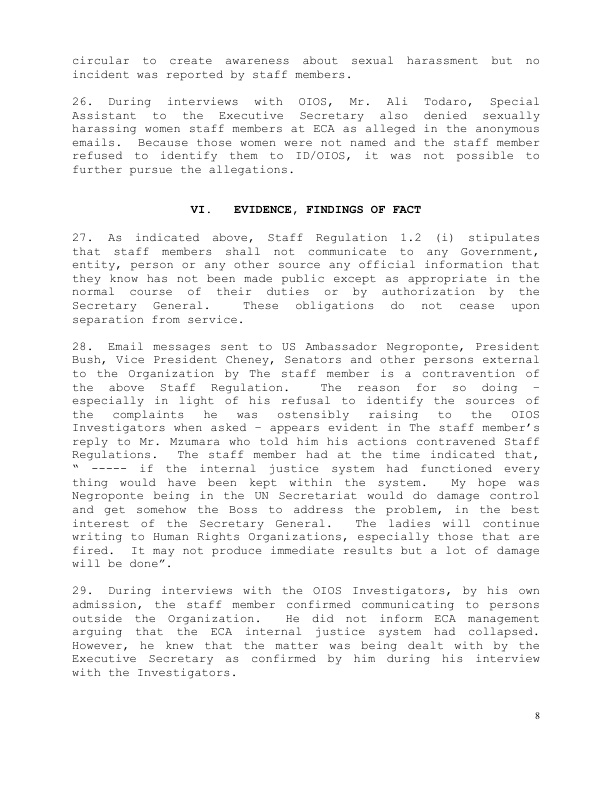 circular to create awareness about sexual harassment but no
incident was reported by staff members.
26. During interviews with OIOS, Mr. Ali Todaro, Special
Assistant to the Executive Secretary also denied sexually
harassing women staff members at ECA as alleged in the anonymous
emails. Because those women were not named and the staff member
refused to identify them to ID/OIOS, it was not possible to
further pursue the allegations.
VI. EVIDENCE, FINDINGS OF FACT
27. As indicated above, Staff Regulation 1.2 (i) stipulates
that staff members shall not communicate to any Government,
entity, person or any other source any official information that
they know has not been made public except as appropriate in the
normal course of their duties or by authorization by the
Secretary General. These obligations do not cease upon
separation from service.
28. Email messages sent to US Ambassador Negroponte, President
Bush, Vice President Cheney, Senators and other persons external
to the Organization by The staff member is a contravention of
the above Staff Regulation. The reason for so doing –
especially in light of his refusal to identify the sources of
the complaints he was ostensibly raising to the OIOS
Investigators when asked – appears evident in The staff member's
reply to Mr. Mzumara who told him his actions contravened Staff
Regulations. The staff member had at the time indicated that,
“ ----- if the internal justice system had functioned every
thing would have been kept within the system. My hope was
Negroponte being in the UN Secretariat would do damage control
and get somehow the Boss to address the problem, in the best
interest of the Secretary General. The ladies will continue
writing to Human Rights Organizations, especially those that are
fired. It may not produce immediate results but a lot of damage
will be done”.
29. During interviews with the OIOS Investigators, by his own
admission, the staff member confirmed communicating to persons
outside the Organization. He did not inform ECA management
arguing that the ECA internal justice system had collapsed.
However, he knew that the matter was being dealt with by the
Executive Secretary as confirmed by him during his interview
with the Investigators.
8